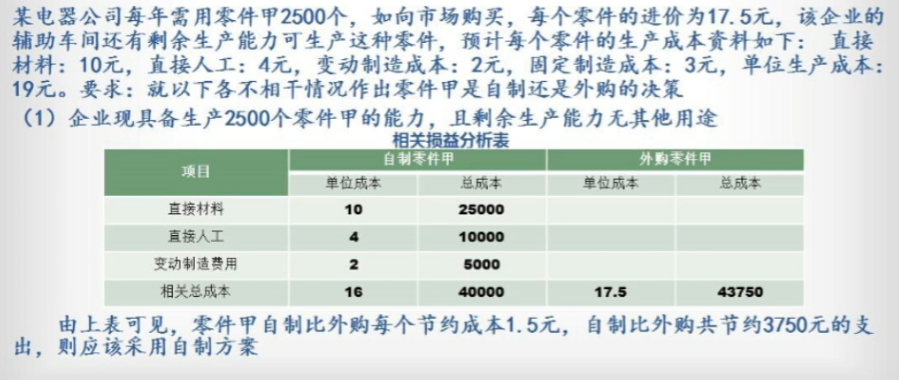 某电器公司每年需用零件甲2500个，如向市场购买，每个零件的进价为17.5元，该企业的
辅助车间还有剩余生产能力可生产这种零件，预计每个零件的生产成本资料如下： 直接
材料：10元，直接人工：4元，变动制造成本：2元，固定制造成本：3元，单位生产成本：
19元。要求：就以下各不相干情况作出零件甲是自制还是外购的决策
（1）企业现具备生产2500个零件甲的能力，且剩余生产能力无其他用途
相关损益分析表
项目 自制零件甲 外购零件甲
单位成本 总成本 单位成本 总成本
直接材料 10 25000
直接人工 4 10000
变动制造费用 2 5000
相关总成本 16 40000 17.5 43750
由上表可见，零件甲自制比外购每个节约成本1.5元，自制比外购共节约3750元的支
出，则应该采用自制方案